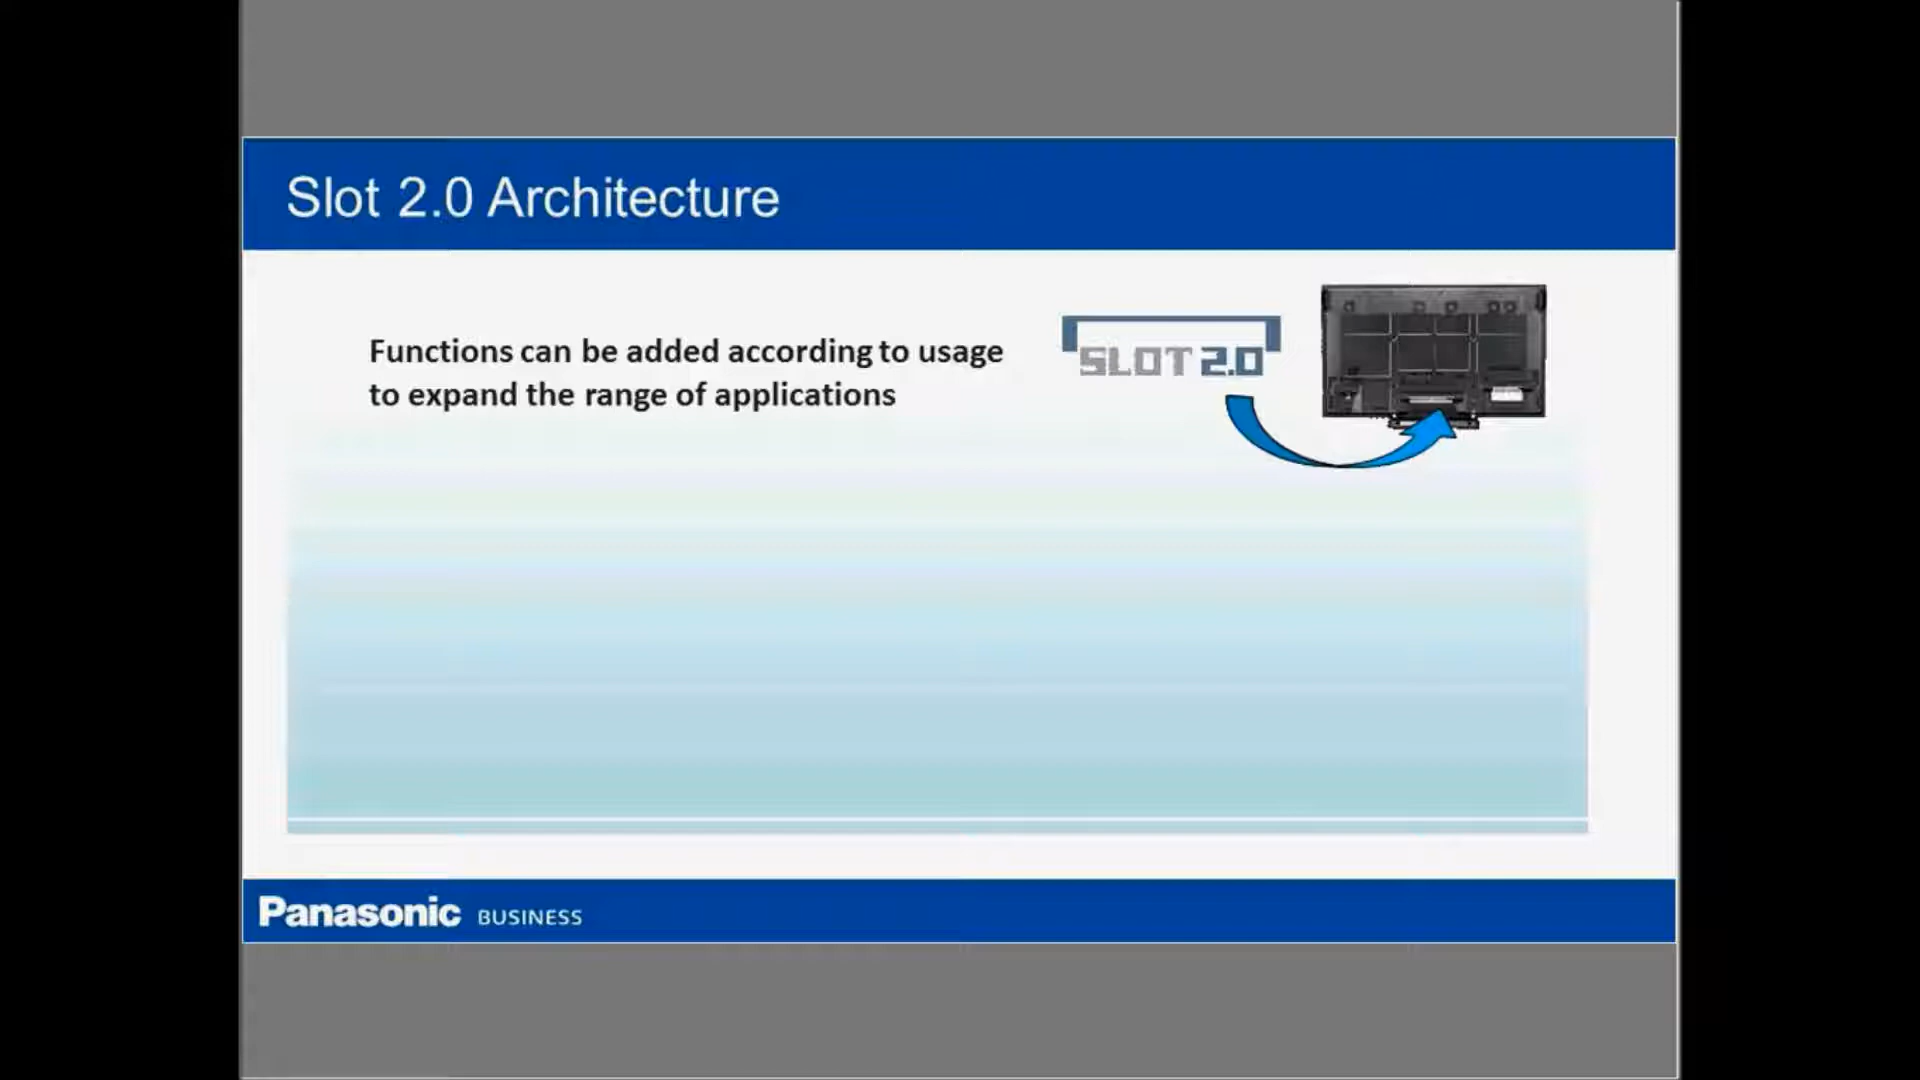 Slot 2.0 Architecture
Functions can be added according to usage
to expand the range of applications
SLOT 2.0
Panasonic BUSINESS